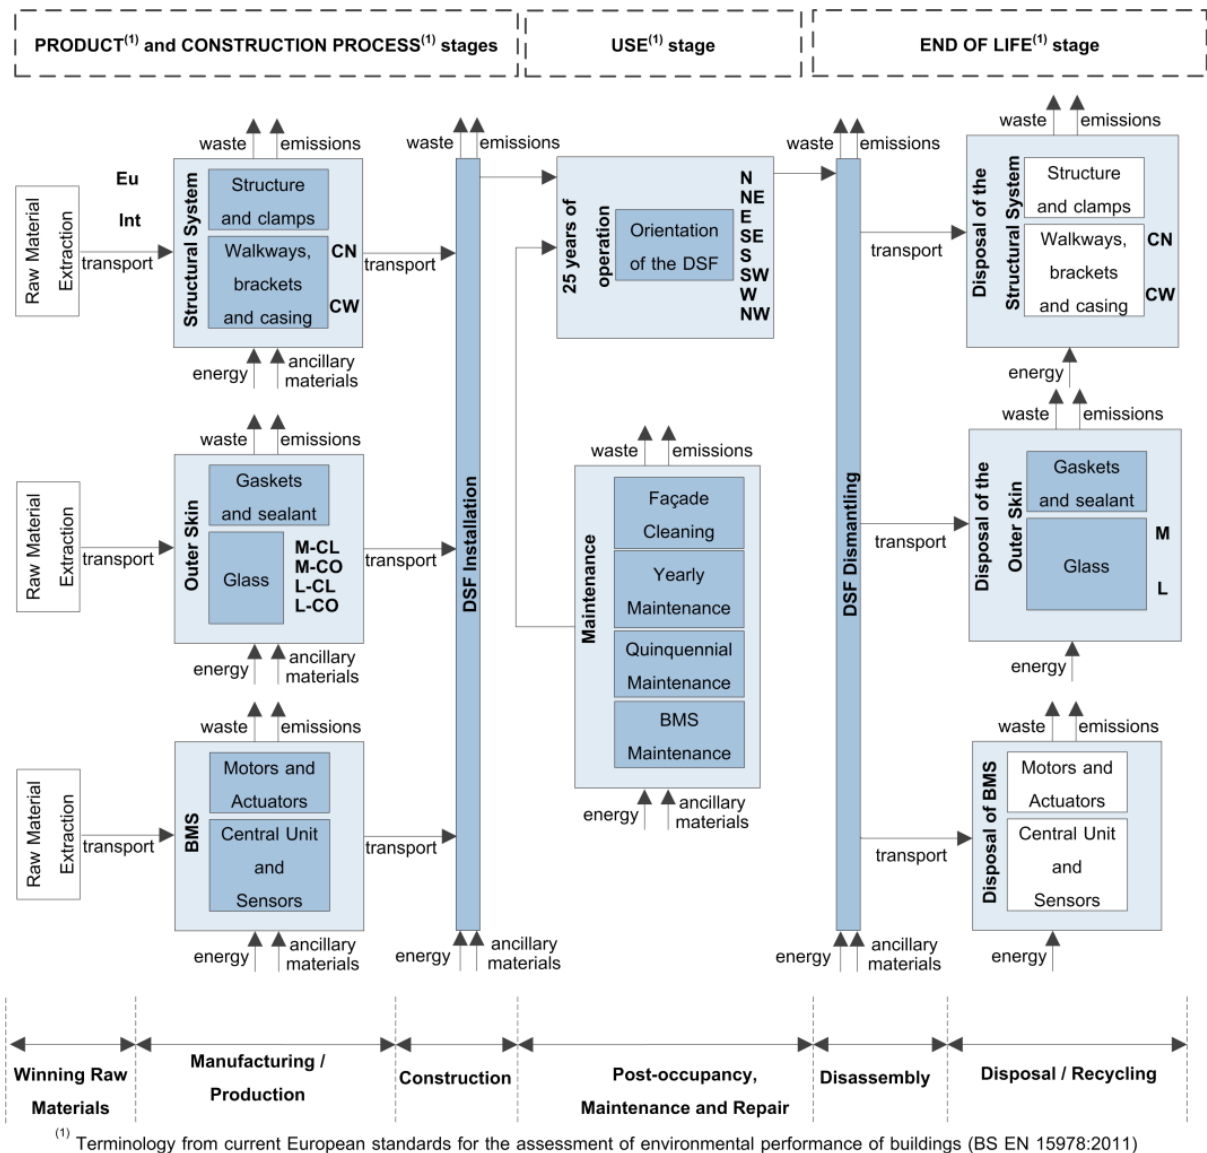 PRODUCT(1) and CONSTRUCTION PROCESS(1) stages
USE(1) stage
END OF LIFE(1) stage
Raw Material
Extraction
transport
Eu
Int
waste
emissions
Structural System
Structure
and clamps
Walkways,
brackets
and casing
CN
CW
energy
ancillary
materials
transport
Raw Material
Extraction
transport
waste
emissions
Outer Skin
Gaskets
and sealant
Glass
M-CL
M-CO
L-CL
L-CO
energy
ancillary
materials
transport
Raw Material
Extraction
transport
waste
emissions
BMS
Motors and
Actuators
Central Unit
and
Sensors
energy
ancillary
materials
transport
waste
emissions
DSF Installation
energy
ancillary
materials
25 years of
operation
Orientation
of the DSF
N
NE
E
SE
S
SW
W
NW
waste
emissions
Maintenance
Façade
Cleaning
Yearly
Maintenance
Quinquennial
Maintenance
BMS
Maintenance
energy
ancillary
materials
waste
emissions
DSF Dismantling
energy
ancillary
materials
transport
waste
emissions
Disposal of the
Structural System
Structure
and clamps
Walkways,
brackets
and casing
CN
CW
energy
transport
waste
emissions
Disposal of the
Outer Skin
Gaskets
and sealant
Glass
M
L
energy
transport
waste
emissions
Disposal of BMS
Motors and
Actuators
Central Unit
and
Sensors
energy
Winning Raw
Materials
Manufacturing /
Production
Construction
Post-occupancy,
Maintenance and Repair
Disassembly
Disposal / Recycling
(1) Terminology from current European standards for the assessment of environmental performance of buildings (BS EN 15978:2011)